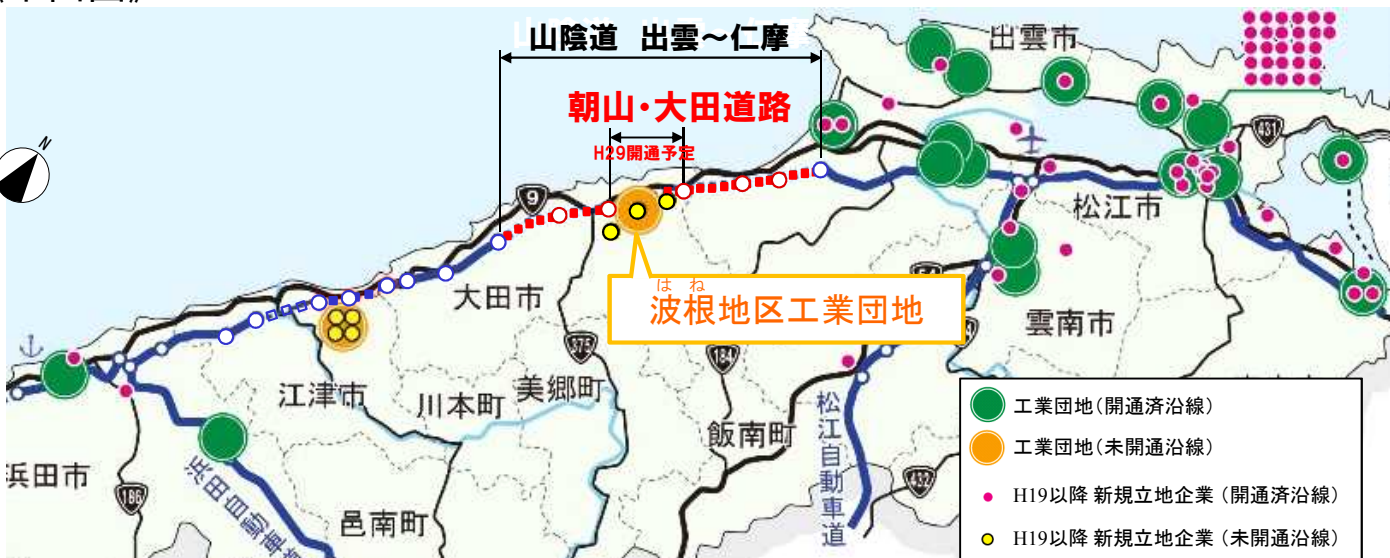 山陰道 出雲～仁摩
朝山・大田道路
H29開通予定
N
出雲市
431
9
松江市
大田市
はね
波根地区工業団地
54
雲南市
375
184
江津市
川本町
美郷町
飯南町
松江自動車道
浜田市
186
浜田自動車
432
邑南町
工業団地(開通済沿線)
工業団地(未開通沿線)
H19以降 新規立地企業 (開通済沿線)
H19以降 新規立地企業 (未開通沿線)